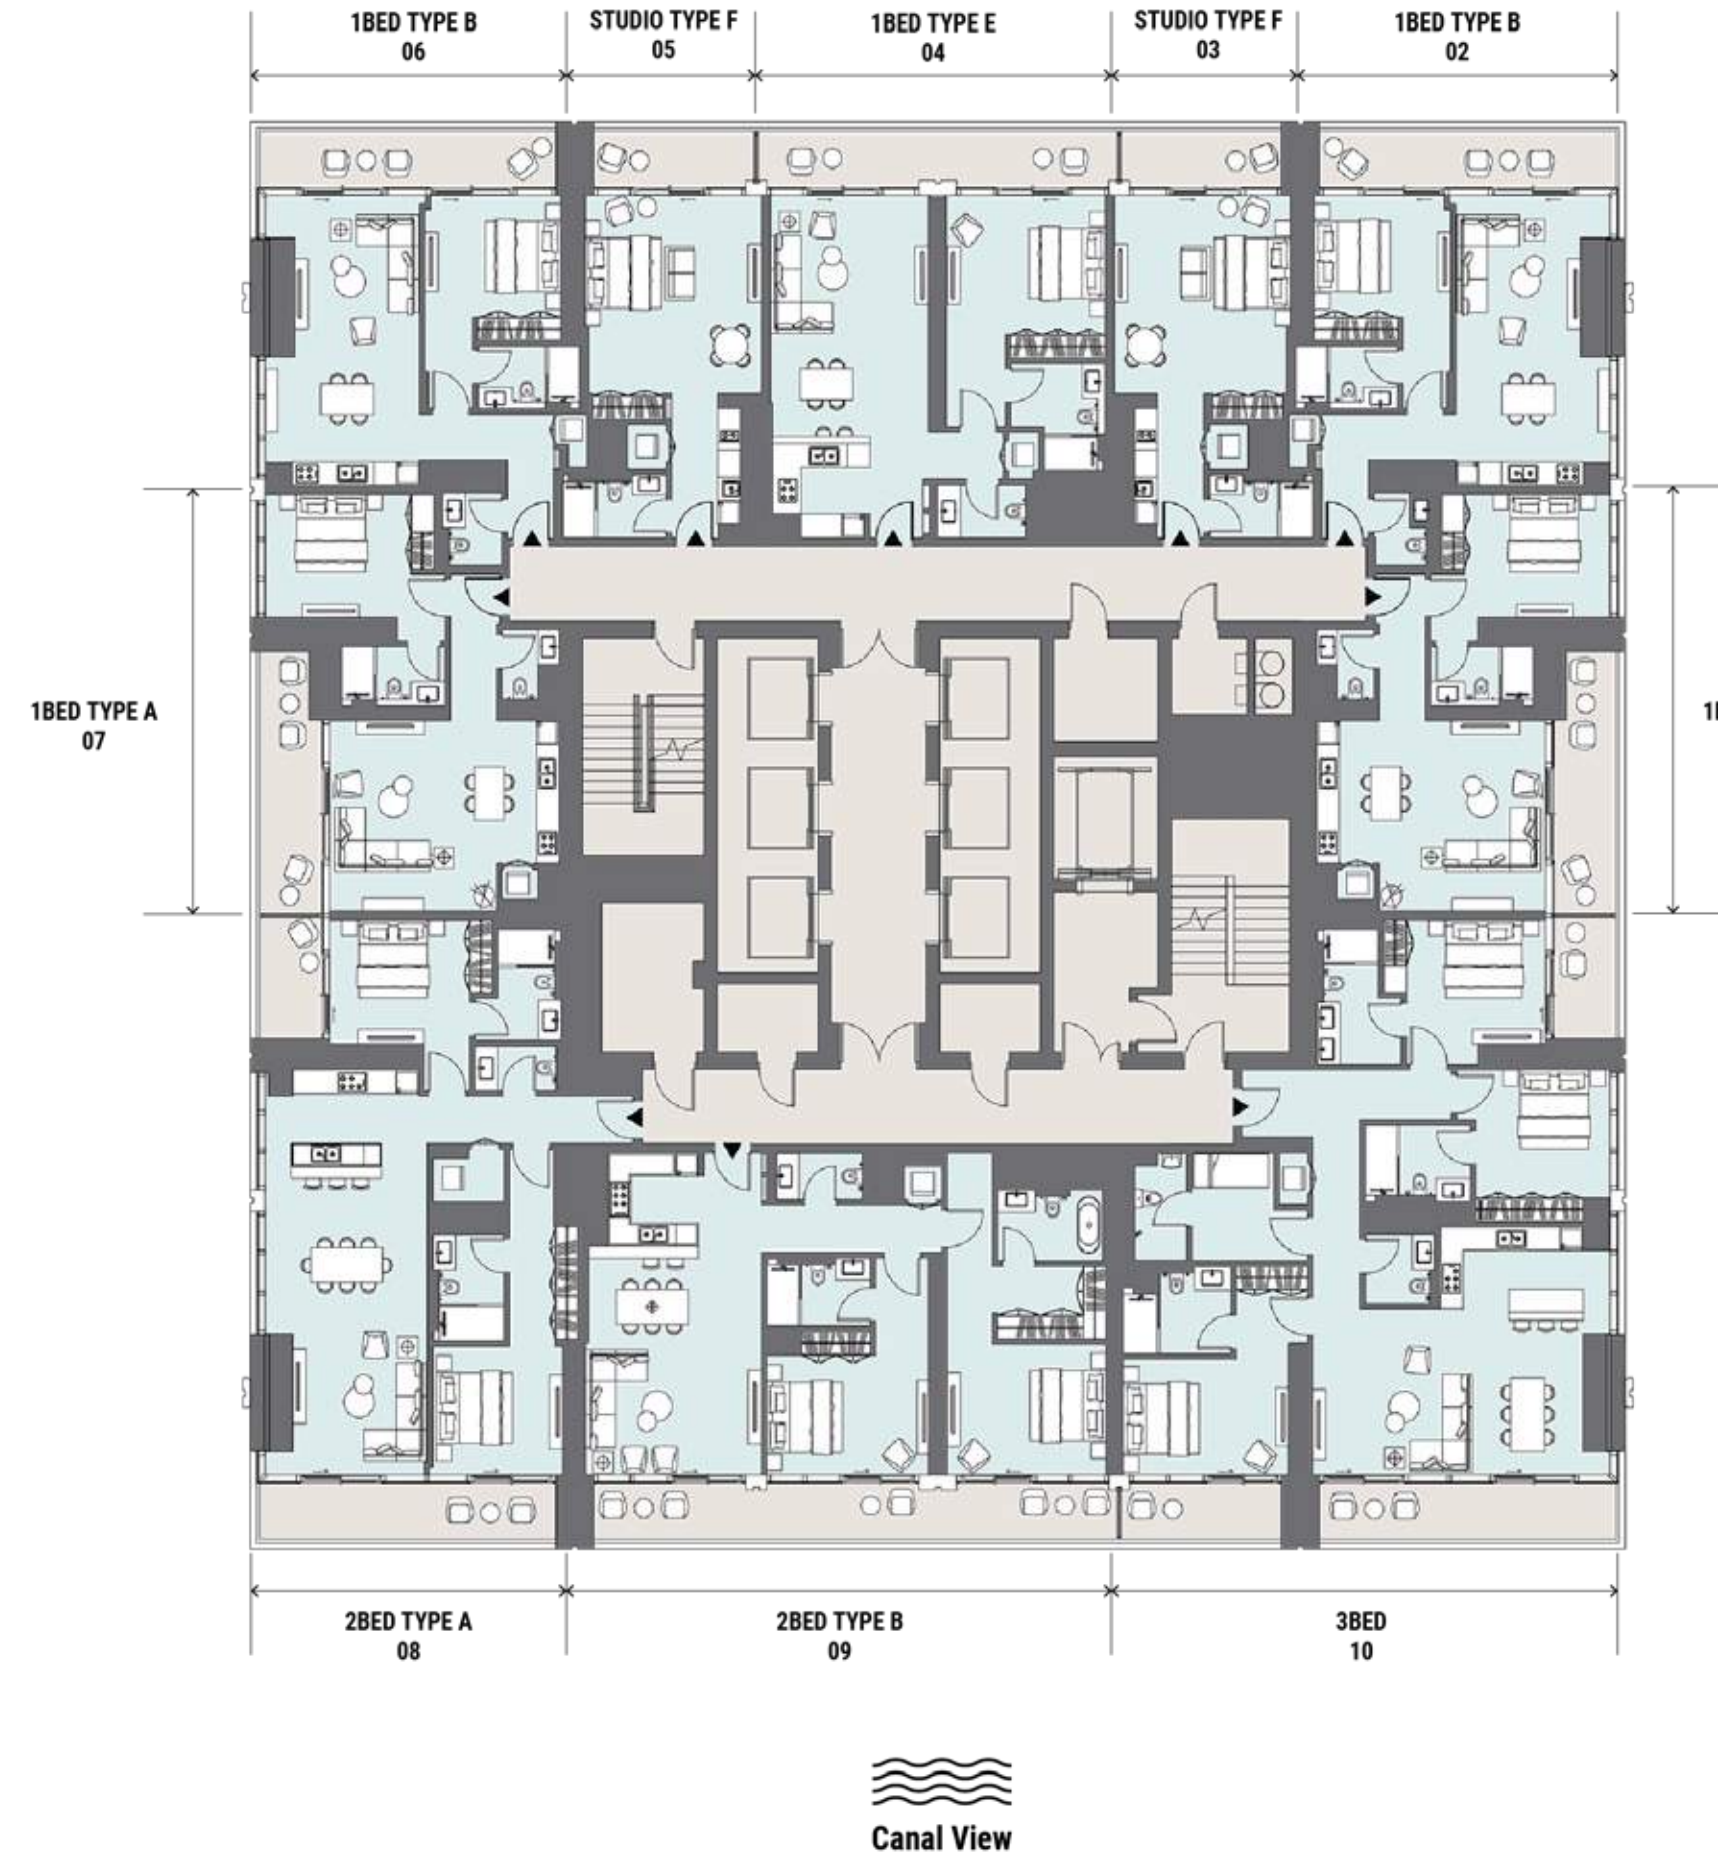 1BED TYPE B
06
STUDIO TYPE F
05
1BED TYPE E
04
STUDIO TYPE F
03
1BED TYPE B
02
1BED TYPE A
07
2BED TYPE A
08
2BED TYPE B
09
3BED
10
Canal View